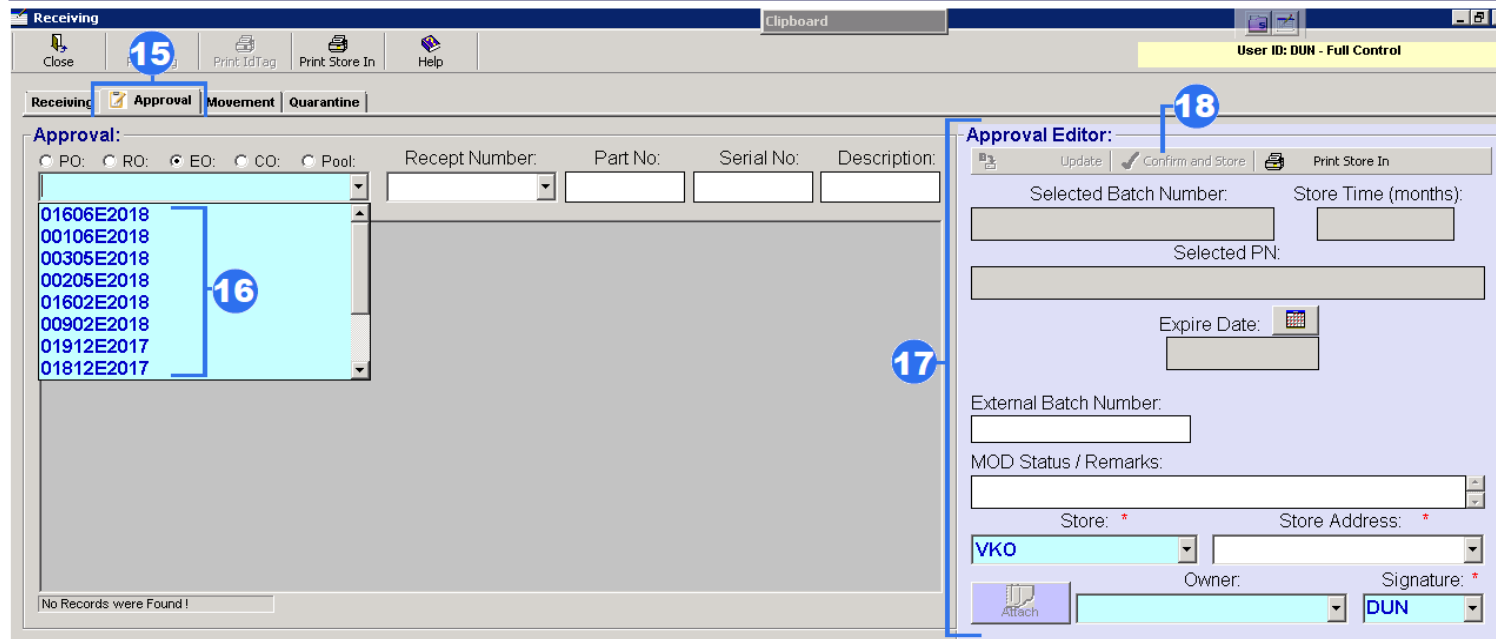 Receiving
Clipboard
Close
Print IdTag
Print Store In
Help
User ID: DUN - Full Control
15
Receiving
Approval
Movement
Quarantine
18
Approval:
PO: RO: EO: CO: Pool:
Recept Number:
Part No:
Serial No:
Description:
01606E2018
00106E2018
00305E2018
00205E2018
01602E2018
00902E2018
01912E2017
01812E2017
16
No Records were Found !
17
Approval Editor:
Update
Confirm and Store
Print Store In
Selected Batch Number:
Store Time (months):
Selected PN:
Expire Date:
External Batch Number:
MOD Status / Remarks:
Store: *
Store Address: *
VKO
Attach
Owner:
Signature: *
DUN